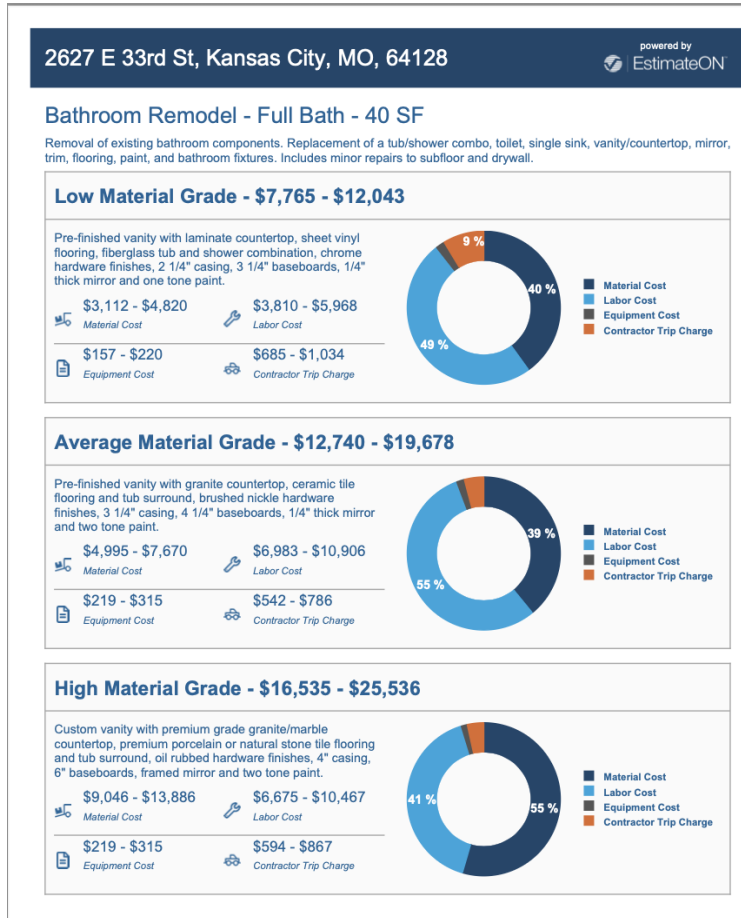 2627 E 33rd St, Kansas City, MO, 64128
powered by
EstimateON
Bathroom Remodel - Full Bath - 40 SF
Removal of existing bathroom components. Replacement of a tub/shower combo, toilet, single sink, vanity/countertop, mirror,
trim, flooring, paint, and bathroom fixtures. Includes minor repairs to subfloor and drywall.
Low Material Grade - $7,765 - $12,043
Pre-finished vanity with laminate countertop, sheet vinyl
flooring, fiberglass tub and shower combination, chrome
hardware finishes, 2 1/4" casing, 3 1/4" baseboards, 1/4"
thick mirror and one tone paint.
$3,112 - $4,820
Material Cost
$3,810 - $5,968
Labor Cost
$157 - $220
Equipment Cost
$685 - $1,034
Contractor Trip Charge
9 %
40 %
49 %
Material Cost
Labor Cost
Equipment Cost
Contractor Trip Charge
Average Material Grade - $12,740 - $19,678
Pre-finished vanity with granite countertop, ceramic tile
flooring and tub surround, brushed nickle hardware
finishes, 3 1/4" casing, 4 1/4" baseboards, 1/4" thick mirror
and two tone paint.
$4,995 - $7,670
Material Cost
$6,983 - $10,906
Labor Cost
$219 - $315
Equipment Cost
$542 - $786
Contractor Trip Charge
39 %
55 %
Material Cost
Labor Cost
Equipment Cost
Contractor Trip Charge
High Material Grade - $16,535 - $25,536
Custom vanity with premium grade granite/marble
countertop, premium porcelain or natural stone tile flooring
and tub surround, oil rubbed hardware finishes, 4" casing,
6" baseboards, framed mirror and two tone paint.
$9,046 - $13,886
Material Cost
$6,675 - $10,467
Labor Cost
$219 - $315
Equipment Cost
$594 - $867
Contractor Trip Charge
41 %
55 %
Material Cost
Labor Cost
Equipment Cost
Contractor Trip Charge